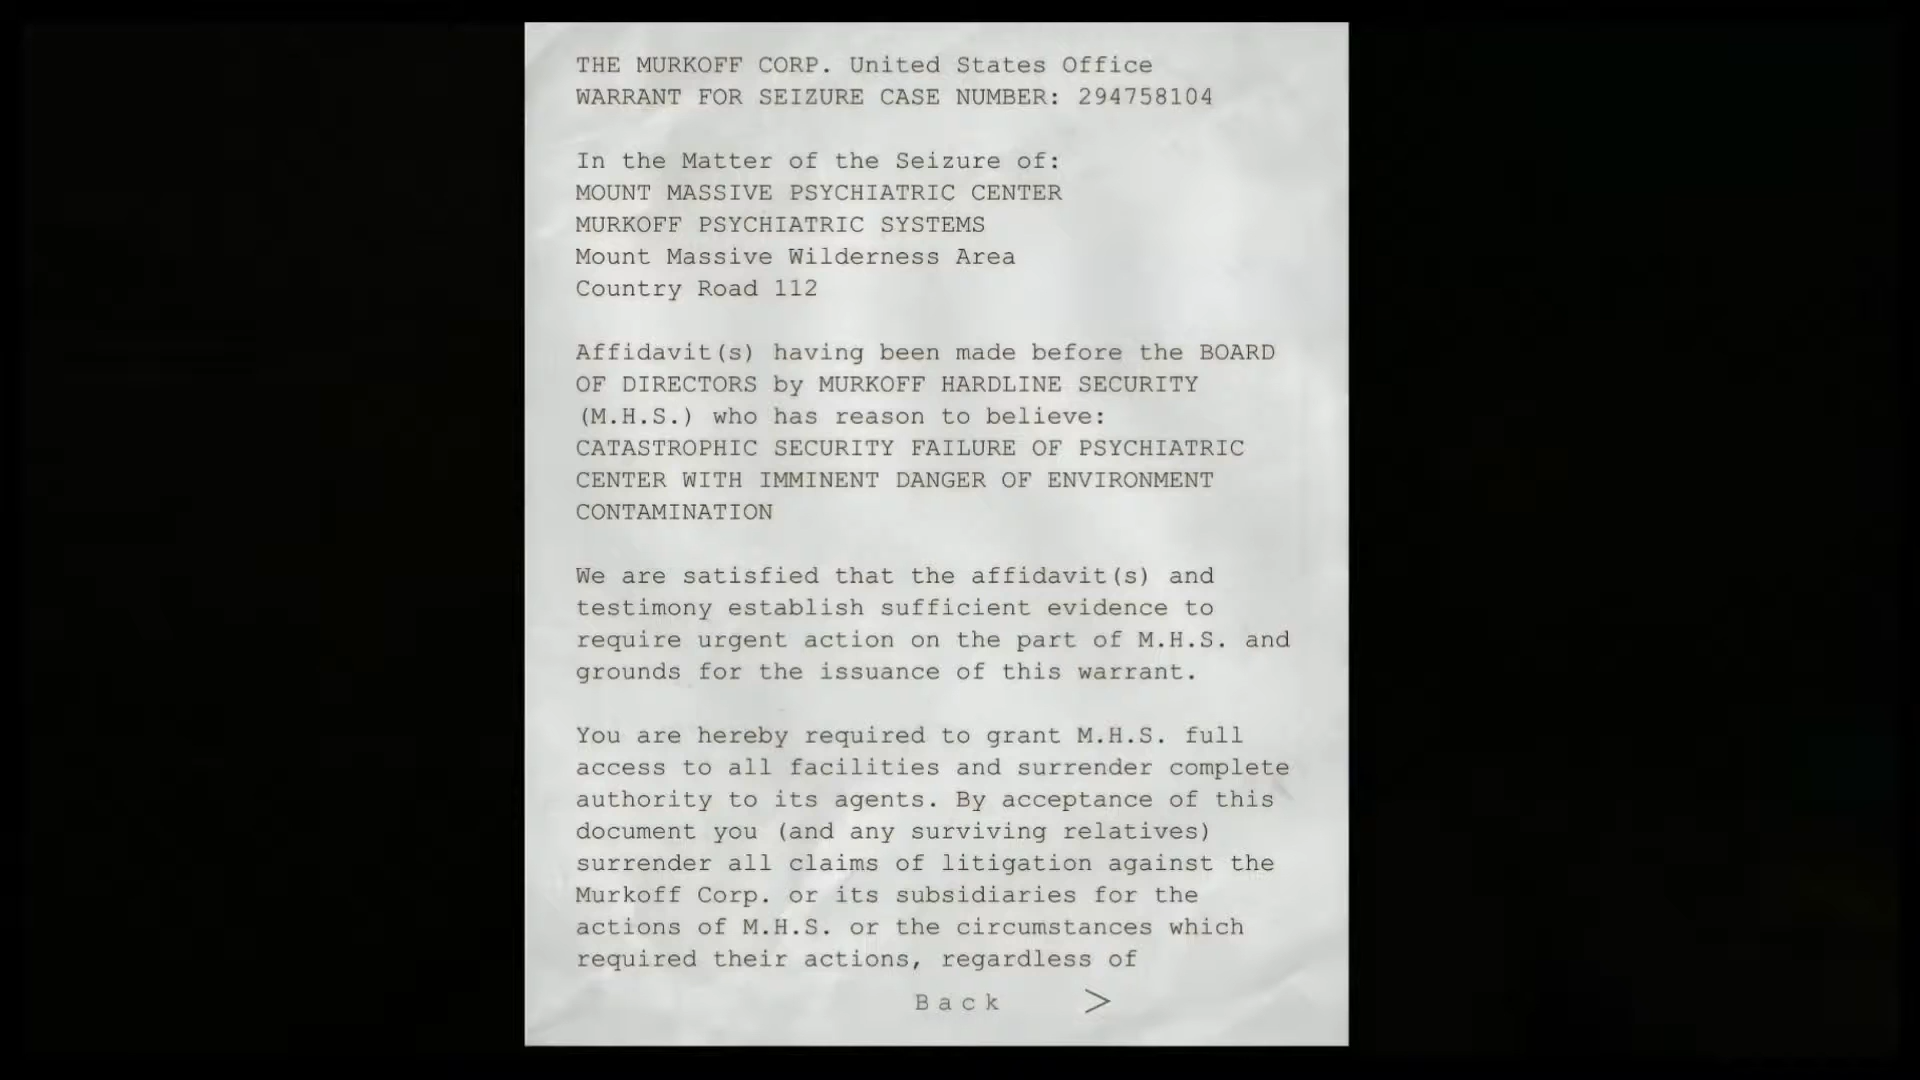 THE MURKOFF CORP. United States Office
WARRANT FOR SEIZURE CASE NUMBER: 294758104
In the Matter of the Seizure of:
MOUNT MASSIVE PSYCHIATRIC CENTER
MURKOFF PSYCHIATRIC SYSTEMS
Mount Massive Wilderness Area
Country Road 112
Affidavit(s) having been made before the BOARD
OF DIRECTORS by MURKOFF HARDLINE SECURITY
(M.H.S.) who has reason to believe:
CATASTROPHIC SECURITY FAILURE OF PSYCHIATRIC
CENTER WITH IMMINENT DANGER OF ENVIRONMENT
CONTAMINATION
We are satisfied that the affidavit(s) and
testimony establish sufficient evidence to
require urgent action on the part of M.H.S. and
grounds for the issuance of this warrant.
You are hereby required to grant M.H.S. full
access to all facilities and surrender complete
authority to its agents. By acceptance of this
document you (and any surviving relatives)
surrender all claims of litigation against the
Murkoff Corp. or its subsidiaries for the
actions of M.H.S. or the circumstances which
required their actions, regardless of
Back >